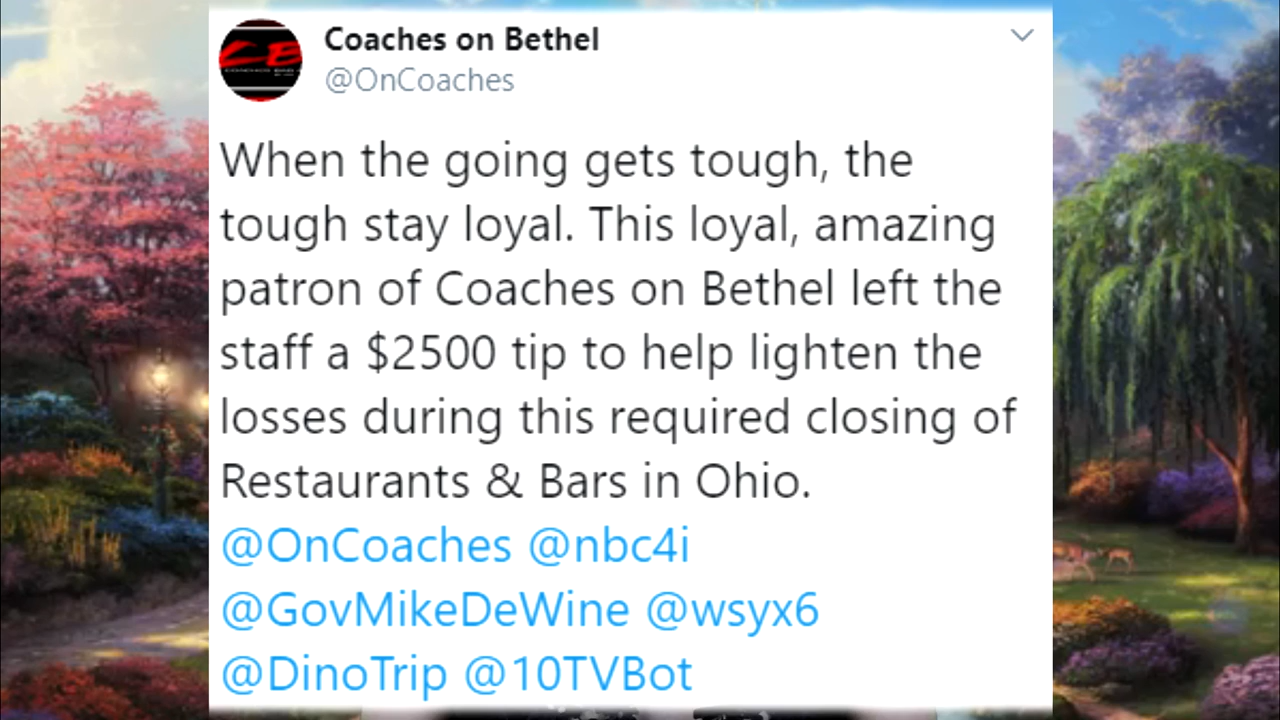 Coaches on Bethel
@OnCoaches
When the going gets tough, the
tough stay loyal. This loyal, amazing
patron of Coaches on Bethel left the
staff a $2500 tip to help lighten the
losses during this required closing of
Restaurants & Bars in Ohio.
@OnCoaches @nbc4i
@GovMikeDeWine @wsyx6
@DinoTrip @10TVBot